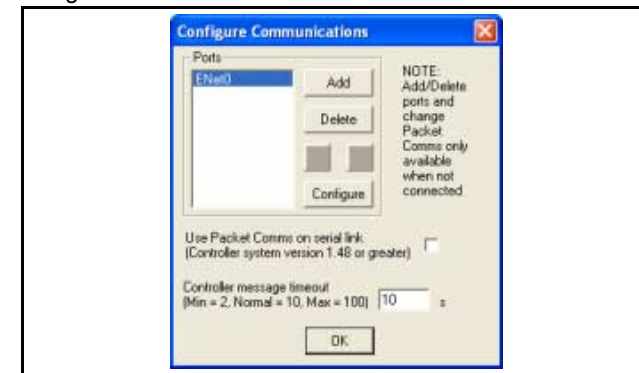 Configure Communications
Ports
ENet0
Add
Delete
Configure
NOTE:
Add/Delete
ports and
change
Packet
Comms only
available
when not
connected
Use Packet Comms on serial link
(Controller system version 1.48 or greater)
Controller message timeout
(Min = 2, Normal = 10, Max = 100)
10
s
OK